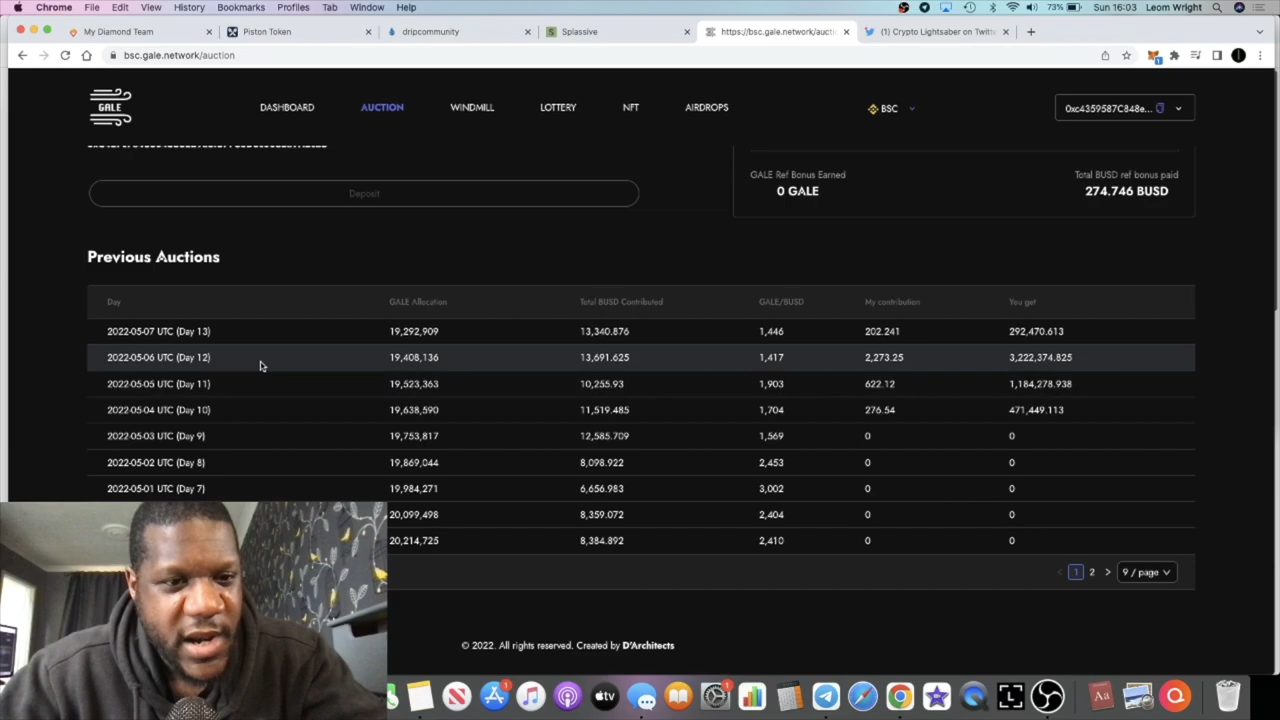 Chrome File Edit View History Bookmarks Profiles Tab Window Help 73% Sun 16:03 Leom Wright
My Diamond Team × Piston Token × dripcommunity × Splassive × https://bsc.gale.network/aucti × (1) Crypto Lightsaber on Twitt × +
bsc.gale.network/auction
GALE DASHBOARD AUCTION WINDMILL LOTTERY NFT AIRDROPS BSC 0xc4359587C848e...
Deposit
GALE Ref Bonus Earned Total BUSD ref bonus paid
0 GALE 274.746 BUSD
Previous Auctions
Day GALE Allocation Total BUSD Contributed GALE/BUSD My contribution You get
2022-05-07 UTC (Day 13) 19,292,909 13,340.876 1,446 202.241 292,470.613
2022-05-06 UTC (Day 12) 19,408,136 13,691.625 1,417 2,273.25 3,222,374.825
2022-05-05 UTC (Day 11) 19,523,363 10,255.93 1,903 622.12 1,184,278.938
2022-05-04 UTC (Day 10) 19,638,590 11,519.485 1,704 276.54 471,449.113
2022-05-03 UTC (Day 9) 19,753,817 12,585.709 1,569 0 0
2022-05-02 UTC (Day 8) 19,869,044 8,098.922 2,453 0 0
2022-05-01 UTC (Day 7) 19,984,271 6,656.983 3,002 0 0
20,099,498 8,359.072 2,404 0 0
20,214,725 8,384.892 2,410 0 0
< 1 2 > 9 / page
© 2022. All rights reserved. Created by D'Architects